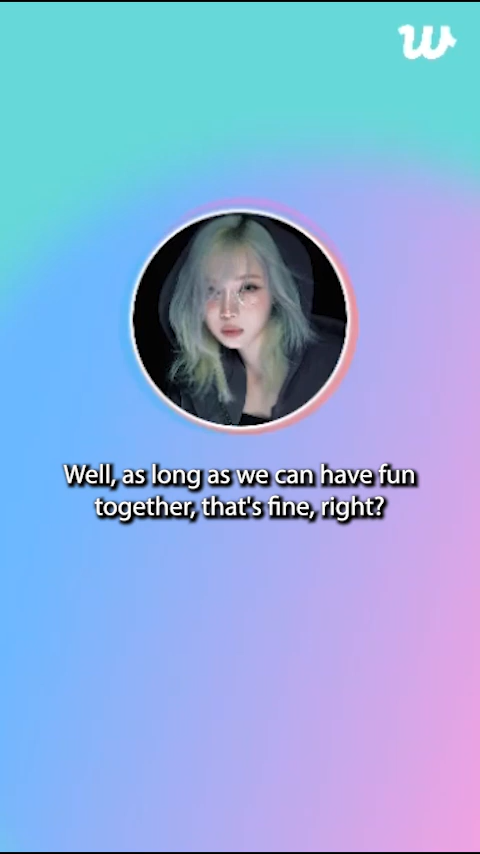 w
Well, as long as we can have fun
together, that's fine, right?